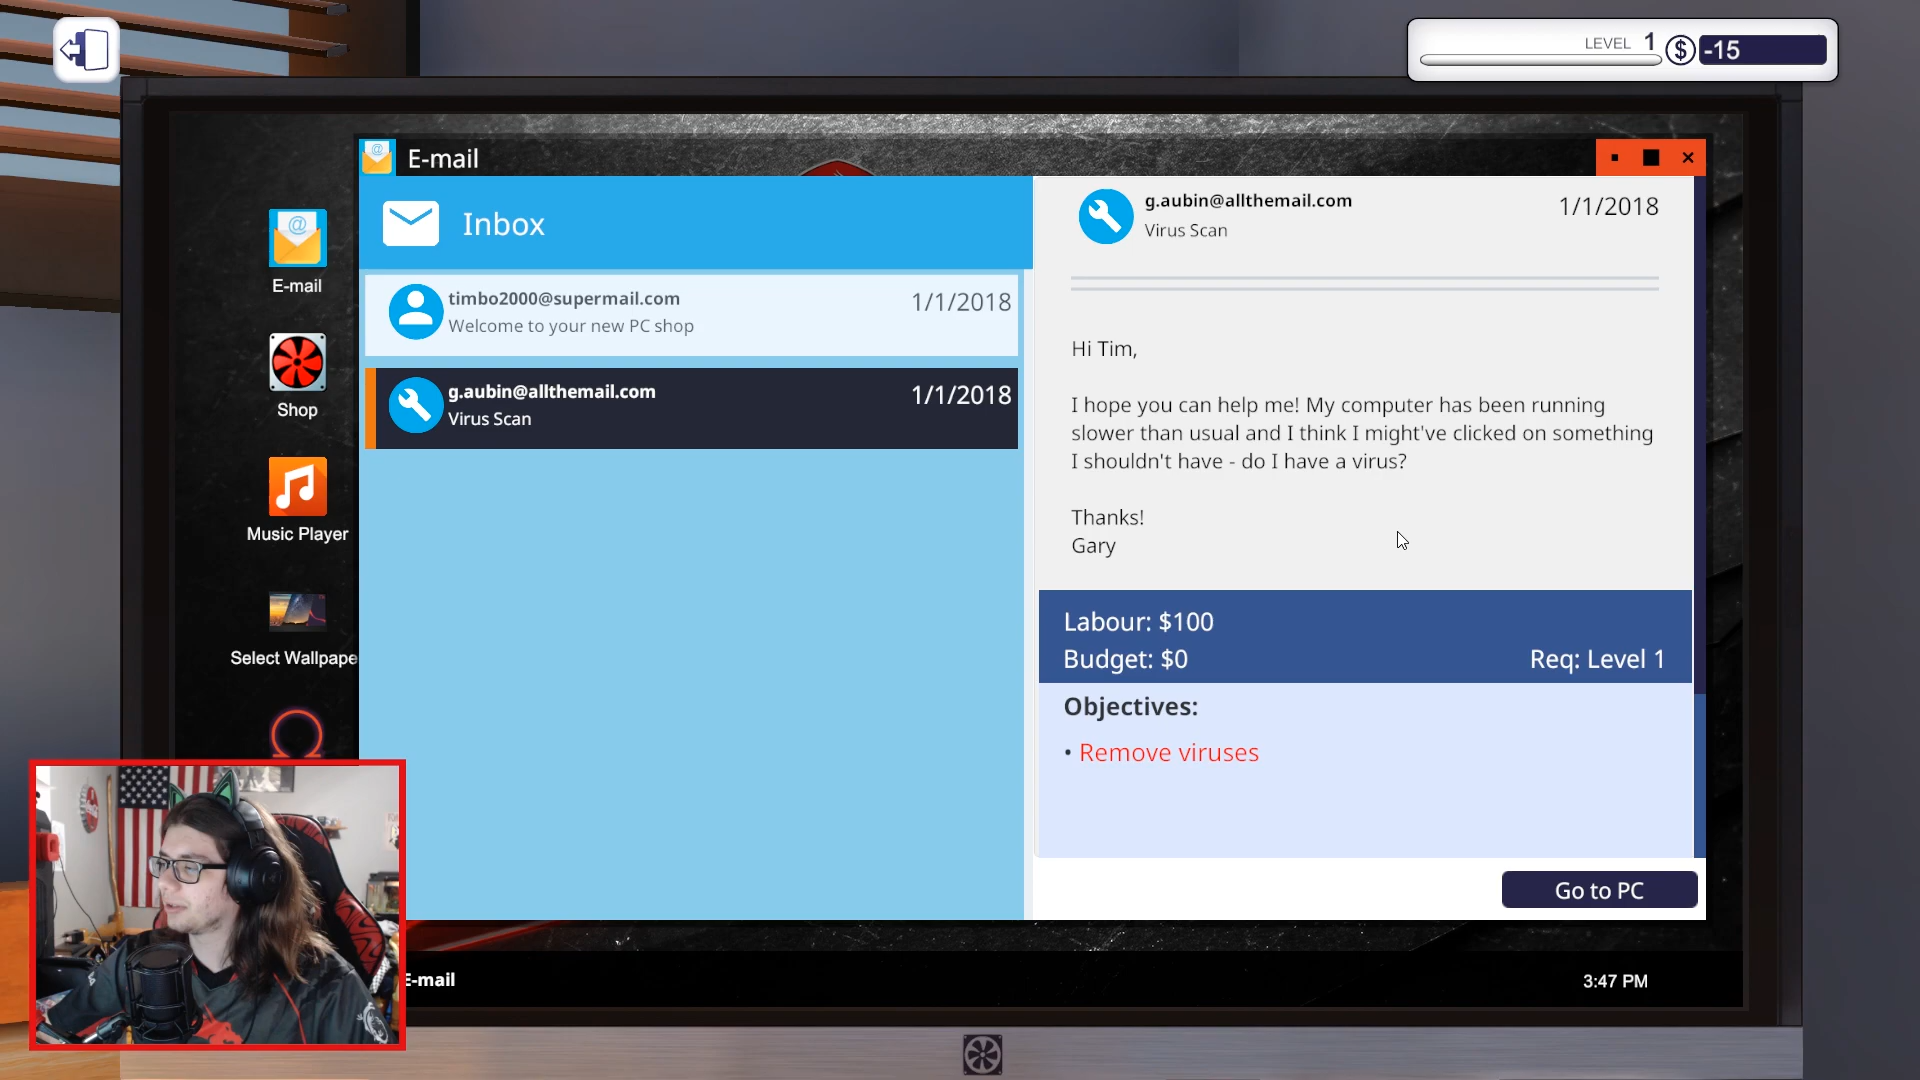 LEVEL 1 $ -15
E-mail
Inbox
timbo2000@supermail.com 1/1/2018
Welcome to your new PC shop
g.aubin@allthemail.com 1/1/2018
Virus Scan
g.aubin@allthemail.com 1/1/2018
Virus Scan
Hi Tim,
I hope you can help me! My computer has been running
slower than usual and I think I might've clicked on something
I shouldn't have - do I have a virus?
Thanks!
Gary
Labour: $100
Budget: $0 Req: Level 1
Objectives:
• Remove viruses
Go to PC
E-mail
Shop
Music Player
Select Wallpape
E-mail
3:47 PM